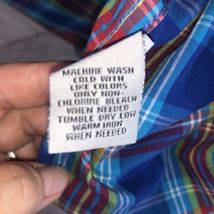 MACHINE WASH
COLD WITH
LIKE COLORS
ONLY NON-
CHLORINE BLEACH
WHEN NEEDED
TUMBLE DRY LOW
WARM IRON
WHEN NEEDED